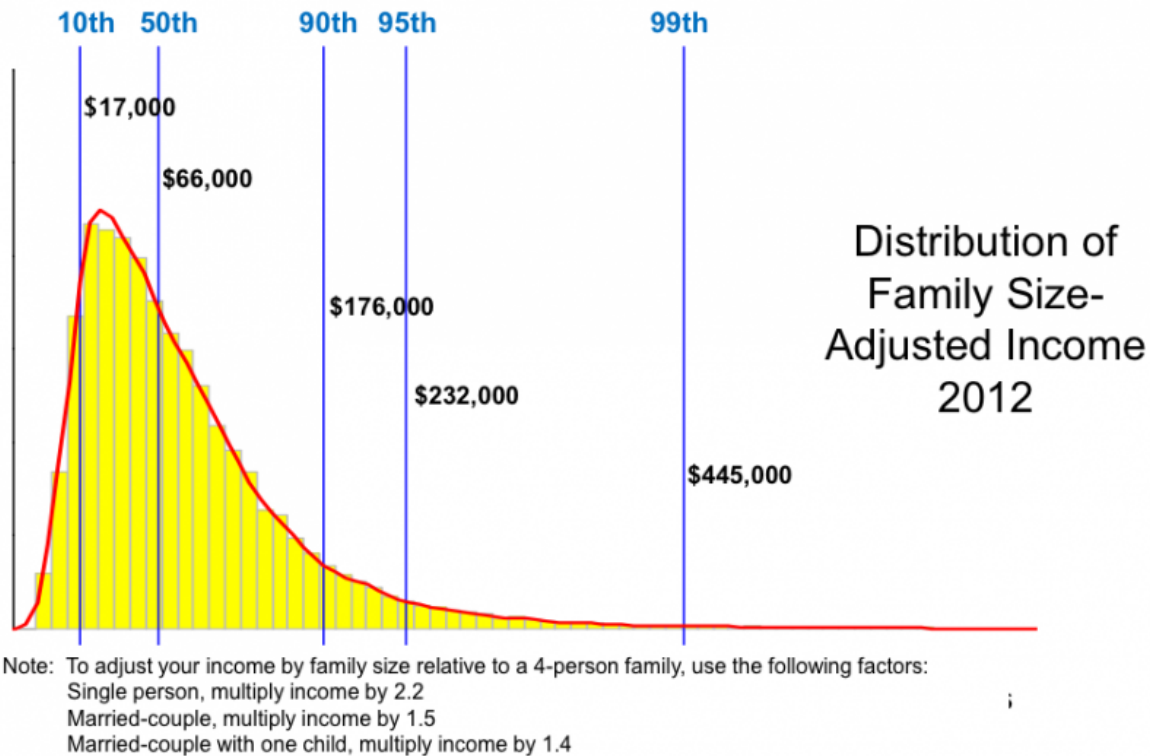 10th 50th 90th 95th 99th
$17,000
$66,000
$176,000
$232,000
$445,000
Distribution of
Family Size-
Adjusted Income
2012
Note: To adjust your income by family size relative to a 4-person family, use the following factors:
Single person, multiply income by 2.2
Married-couple, multiply income by 1.5
Married-couple with one child, multiply income by 1.4